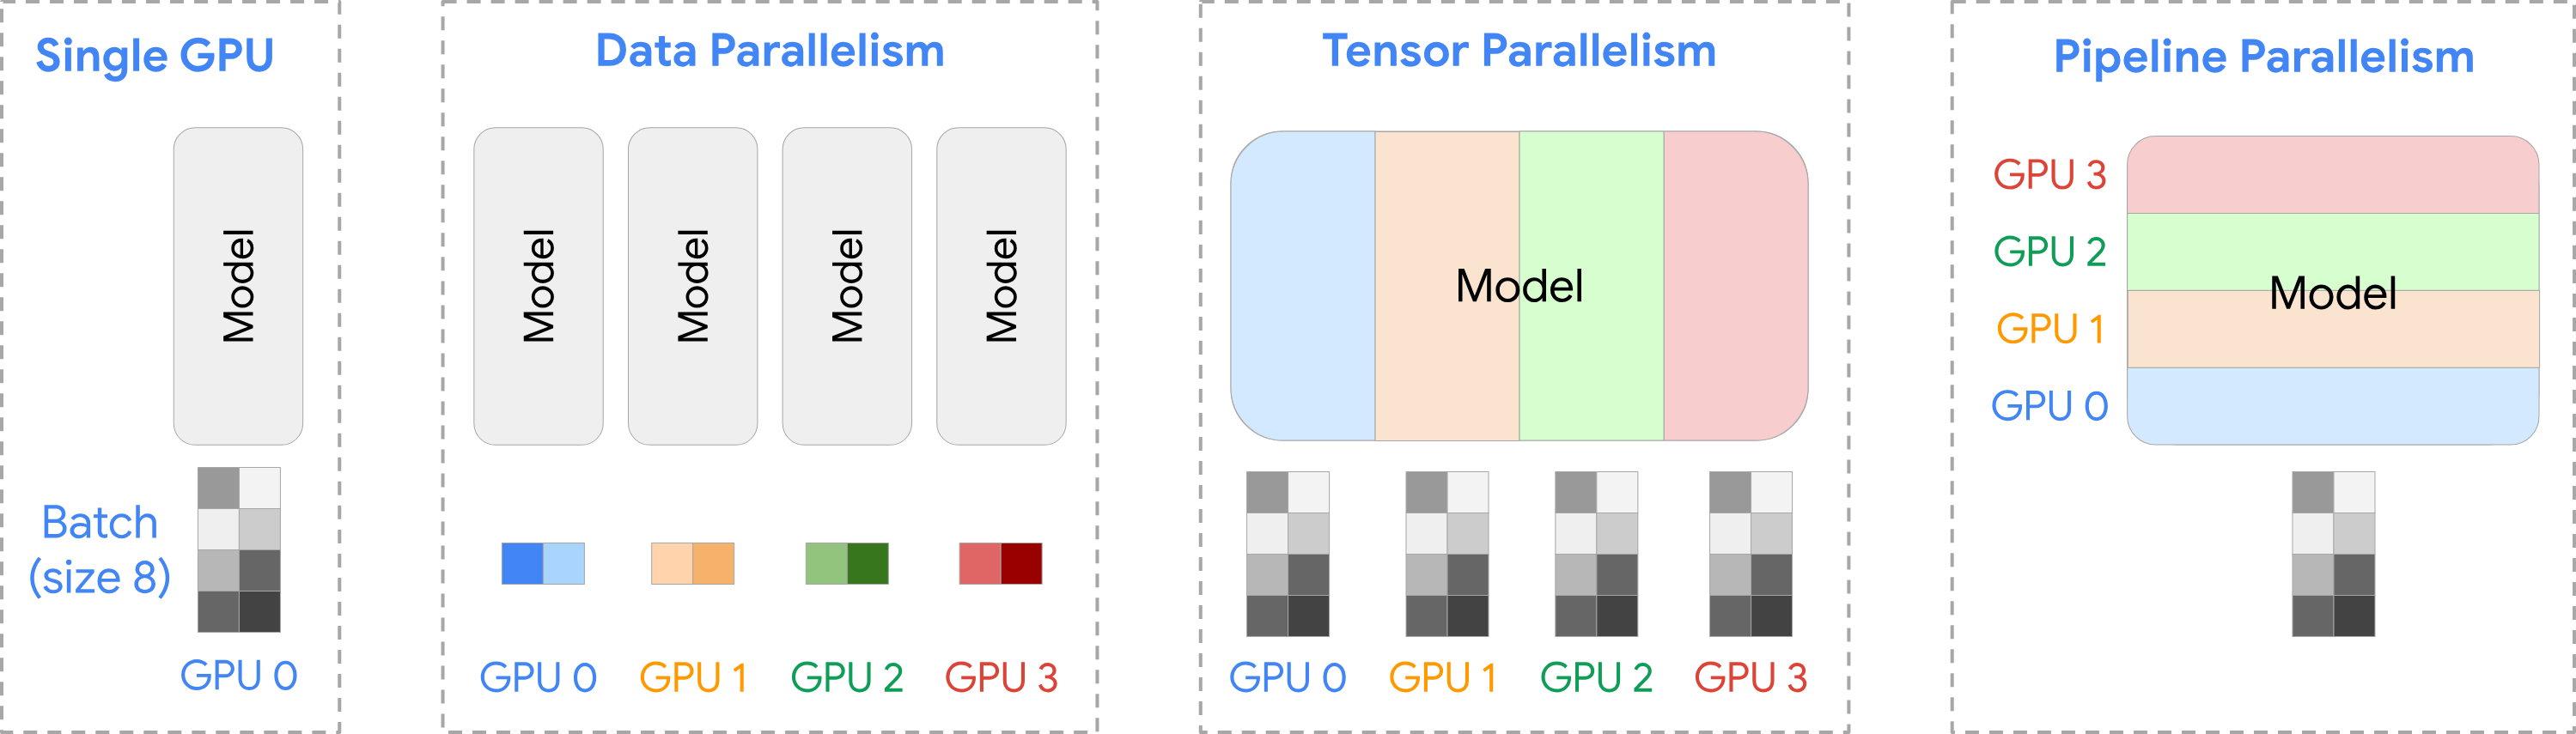 Single GPU
Model
Batch
(size 8)
GPU 0
Data Parallelism
Model
Model
Model
Model
GPU 0
GPU 1
GPU 2
GPU 3
Tensor Parallelism
Model
GPU 0
GPU 1
GPU 2
GPU 3
Pipeline Parallelism
GPU 3
GPU 2
Model
GPU 1
GPU 0